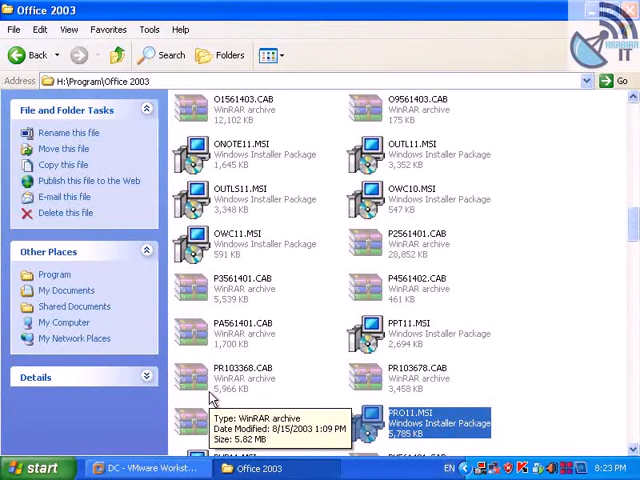 Office 2003
File Edit View Favorites Tools Help
Back Search Folders
Address H:\Program\Office 2003 Go
ARABIAN
IT
File and Folder Tasks
Rename this file
Move this file
Copy this file
Publish this file to the Web
E-mail this file
Delete this file
Other Places
Program
My Documents
Shared Documents
My Computer
My Network Places
Details
O1561403.CAB
WinRAR archive
12,102 KB
O9561403.CAB
WinRAR archive
175 KB
ONOTE11.MSI
Windows Installer Package
1,645 KB
OUTL11.MSI
Windows Installer Package
3,352 KB
OUTLS11.MSI
Windows Installer Package
3,348 KB
OWC10.MSI
Windows Installer Package
547 KB
OWC11.MSI
Windows Installer Package
591 KB
P2561401.CAB
WinRAR archive
28,852 KB
P3561401.CAB
WinRAR archive
5,539 KB
P4561402.CAB
WinRAR archive
461 KB
PA561401.CAB
WinRAR archive
1,700 KB
PPT11.MSI
Windows Installer Package
2,694 KB
PR103368.CAB
WinRAR archive
5,966 KB
PR103678.CAB
WinRAR archive
3,458 KB
Type: WinRAR archive
Date Modified: 8/15/2003 1:09 PM
Size: 5.82 MB
PRO11.MSI
Windows Installer Package
5,785 KB
start DC - VMware Workst... Office 2003 EN 8:23 PM